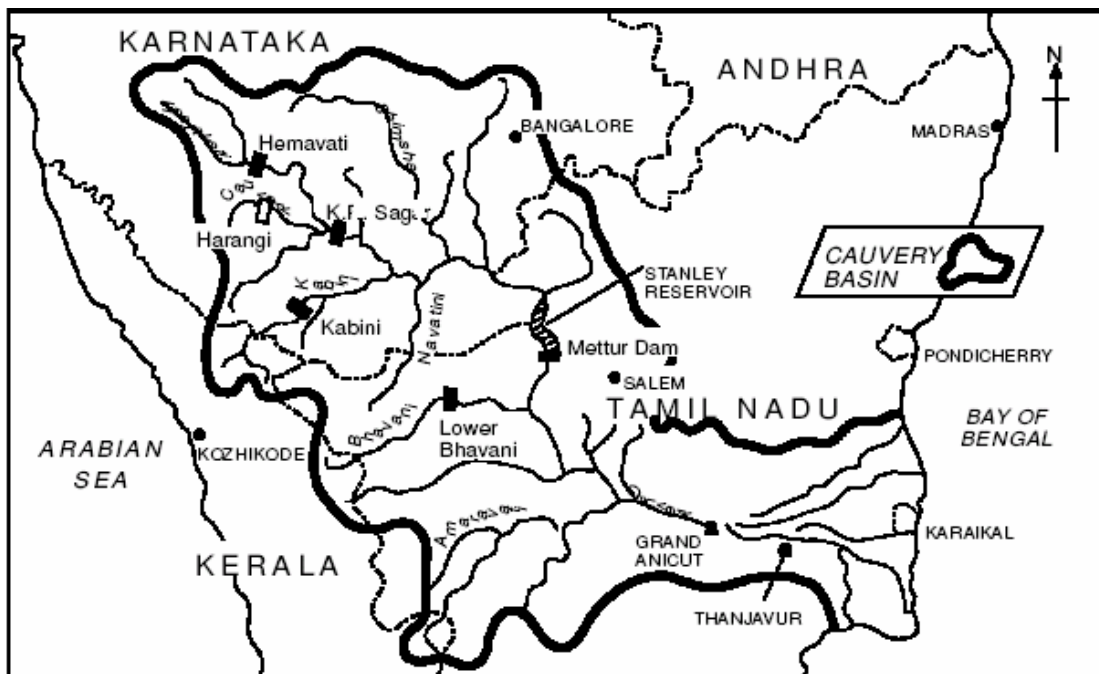 KARNATAKA
ANDHRA
N
BANGALORE
MADRAS
Hemavati
Harangi
CAUVERY
BASIN
STANLEY
RESERVOIR
Kabini
Kabini
Navatini
Mettur Dam
PONDICHERRY
SALEM
TAMIL NADU
BAY OF
BENGAL
Lower
Bhavani
Bhavani
ARABIAN
SEA
KOZHIKODE
KERALA
GRAND
ANICUT
KARAIKAL
THANJAVUR